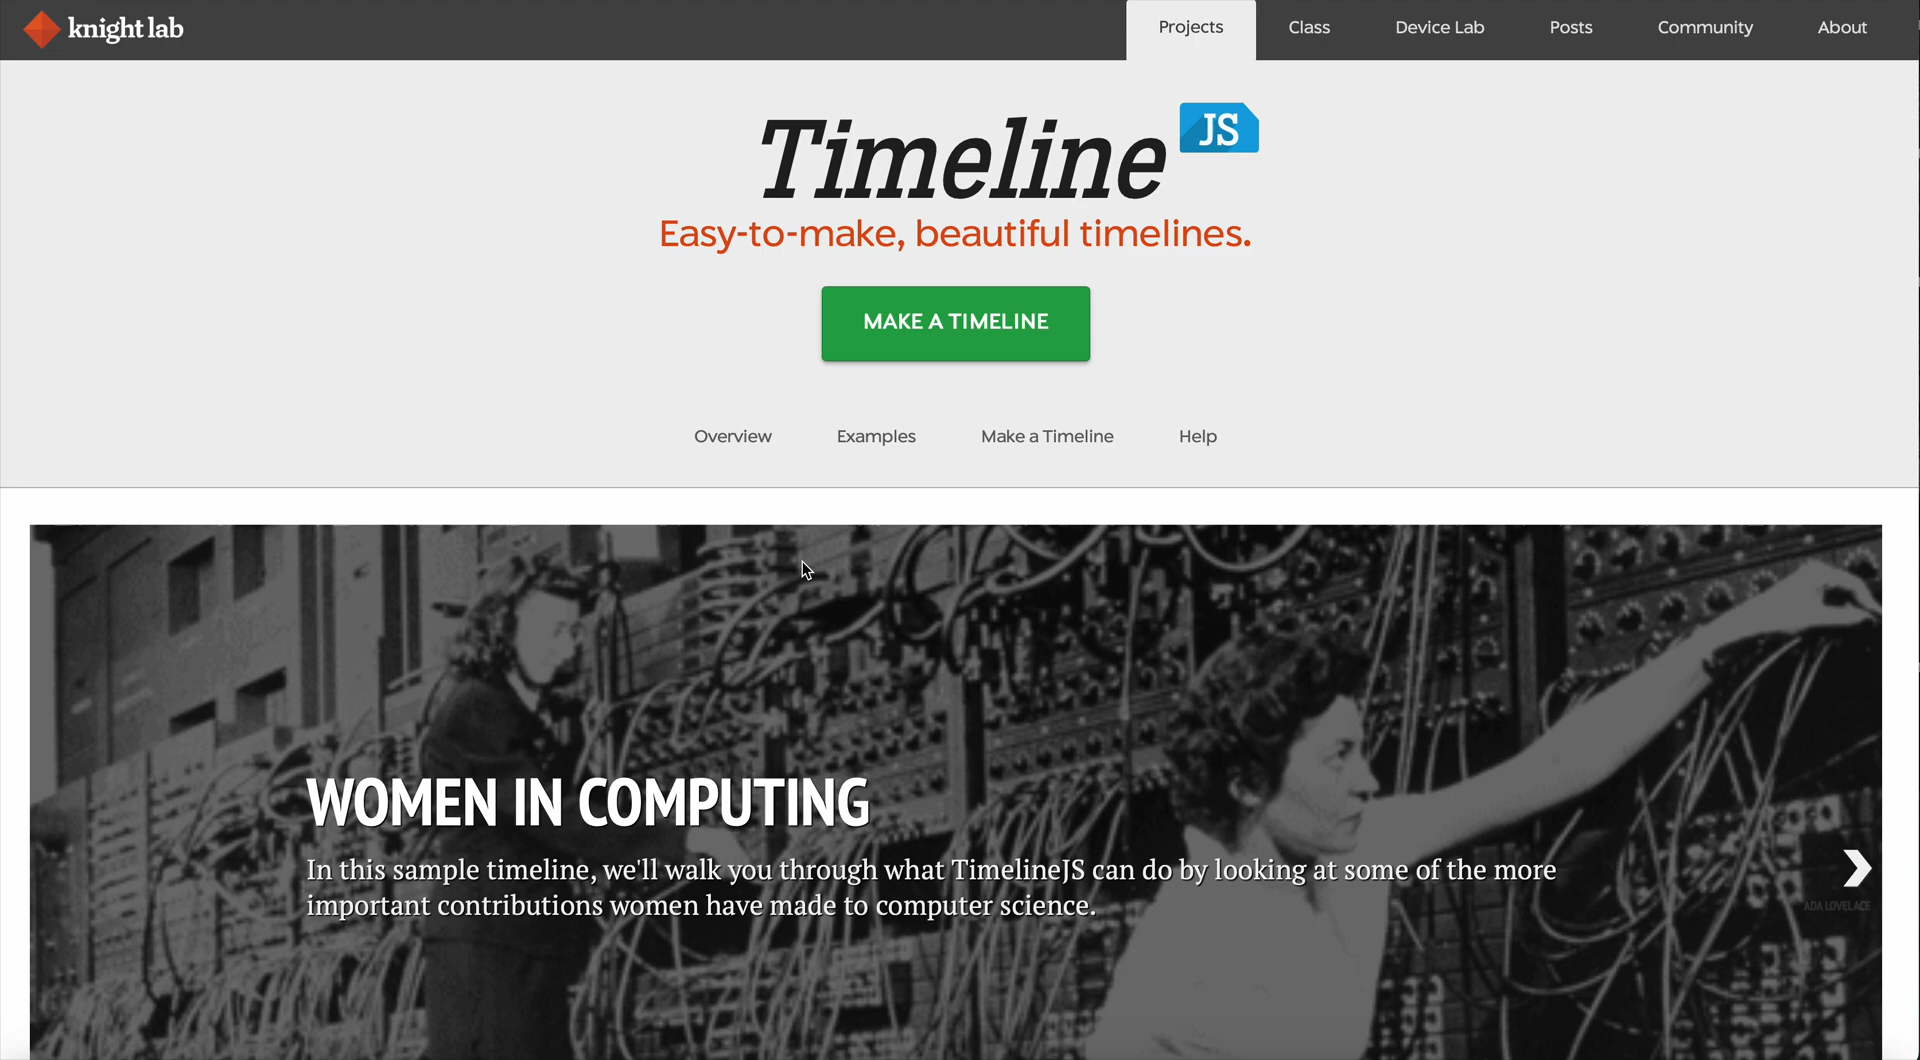 knight lab
Projects
Class
Device Lab
Posts
Community
About
Timeline JS
Easy-to-make, beautiful timelines.
MAKE A TIMELINE
Overview
Examples
Make a Timeline
Help
WOMEN IN COMPUTING
In this sample timeline, we'll walk you through what TimelineJS can do by looking at some of the more
important contributions women have made to computer science.
ADA LOVELACE